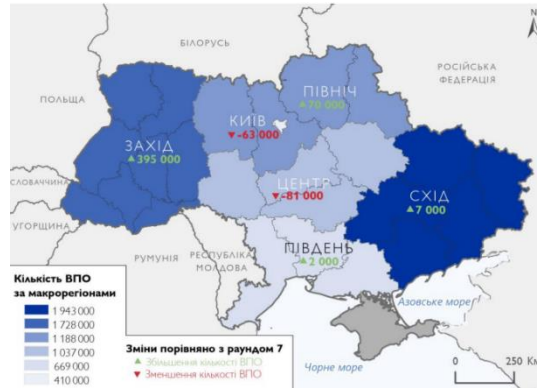 N
БІЛОРУСЬ
РОСІЙСЬКА
ФЕДЕРАЦІЯ
ПОЛЬЩА
ПІВНІЧ
▲ 70 000
КИЇВ
▼ -63 000
ЗАХІД
▲ 395 000
СЛОВАЧЧИНА
ЦЕНТР
▼ -81 000
СХІД
▲ 7 000
УГОРЩИНА
РУМУНІЯ
РЕСПУБЛІКА
МОЛДОВА
ПІВДЕНЬ
▲ 2 000
Азовське море
Чорне море
Кількість ВПО
за макрорегіонами
1 943 000
1 728 000
1 188 000
1 037 000
669 000
410 000
Зміни порівняно з раундом 7
▲ Збільшення кількості ВПО
▼ Зменшення кількості ВПО
0 250 Км